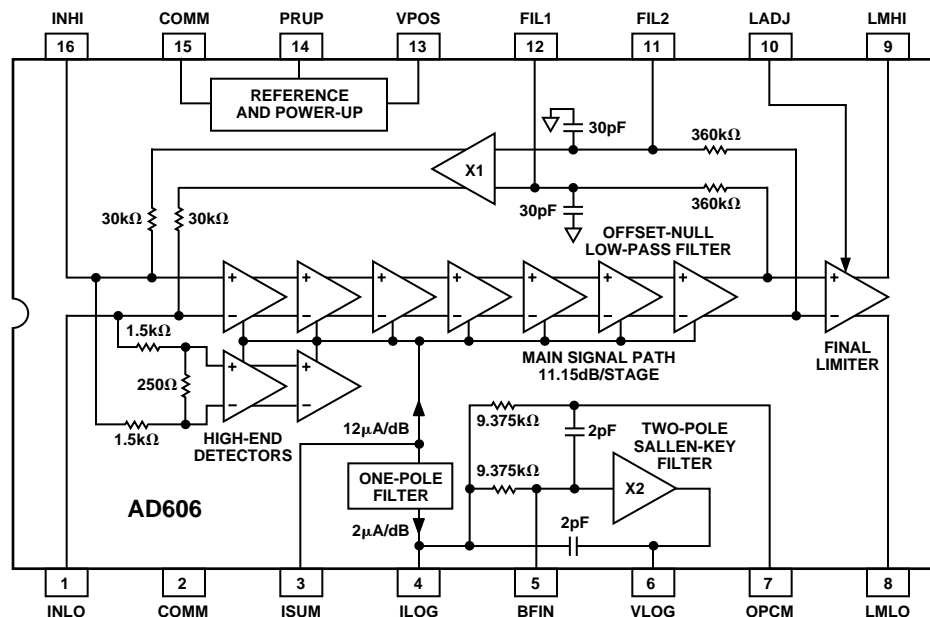 INHI COMM PRUP VPOS FIL1 FIL2 LADJ LMHI
16 15 14 13 12 11 10 9
REFERENCE
AND POWER-UP
30pF
360kΩ
X1
30kΩ
30kΩ
30pF
360kΩ
OFFSET-NULL
LOW-PASS FILTER
+ + + + + + + +
– – – – – – – –
1.5kΩ
250Ω
1.5kΩ
+ +
– –
HIGH-END
DETECTORS
MAIN SIGNAL PATH
11.15dB/STAGE
FINAL
LIMITER
12μA/dB
ONE-POLE
FILTER
2μA/dB
9.375kΩ
2pF
TWO-POLE
SALLEN-KEY
FILTER
9.375kΩ
X2
2pF
AD606
1 2 3 4 5 6 7 8
INLO COMM ISUM ILOG BFIN VLOG OPCM LMLO